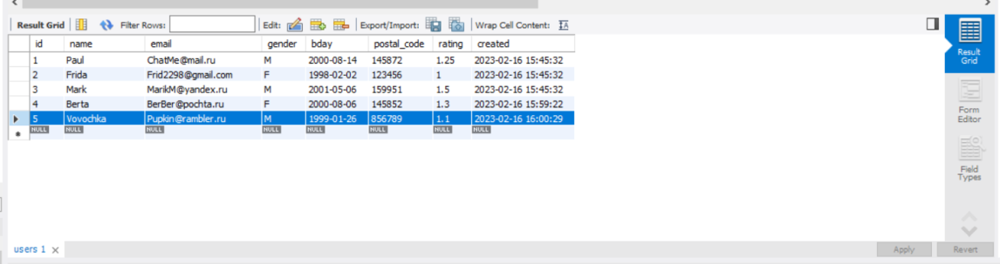 Result Grid Filter Rows: Edit: Export/Import: Wrap Cell Content:
id name email gender bday postal_code rating created
1 Paul ChatMe@mail.ru M 2000-08-14 145872 1.25 2023-02-16 15:45:32
2 Frida Frid2298@gmail.com F 1998-02-02 123456 1 2023-02-16 15:45:32
3 Mark MarikM@yandex.ru M 2001-05-06 159951 1.5 2023-02-16 15:45:32
4 Berta BerBer@pochta.ru F 2000-08-06 145852 1.3 2023-02-16 15:59:22
5 Vovochka Pupkin@rambler.ru M 1999-01-26 856789 1.1 2023-02-16 16:00:29
NULL NULL NULL NULL NULL NULL NULL NULL
Result
Grid
Form
Editor
Field
Types
users 1
Apply Revert